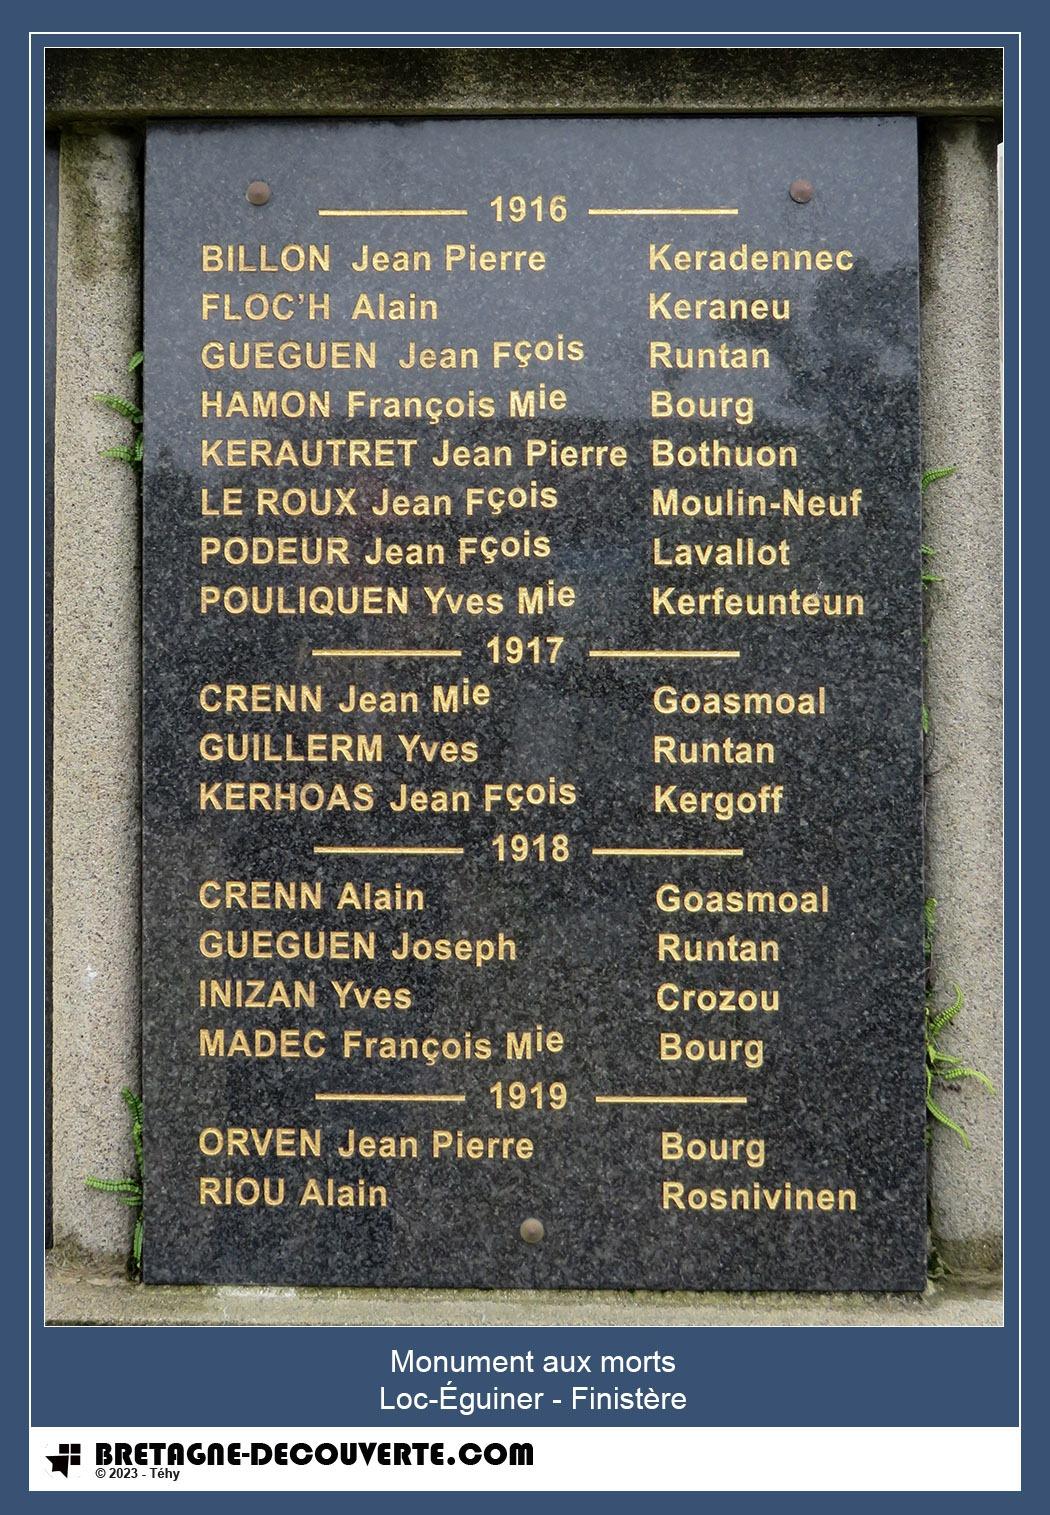 1916
BILLON Jean Pierre Keradennec
FLOC'H Alain Keraneu
GUEGUEN Jean Fçois Runtan
HAMON François Mie Bourg
KERAUTRET Jean Pierre Bothuon
LE ROUX Jean Fçois Moulin-Neuf
PODEUR Jean Fçois Lavallot
POULIQUEN Yves Mie Kerfeunteun
1917
CRENN Jean Mie Goasmoal
GUILLERM Yves Runtan
KERHOAS Jean Fçois Kergoff
1918
CRENN Alain Goasmoal
GUEGUEN Joseph Runtan
INIZAN Yves Crozou
MADEC François Mie Bourg
1919
ORVEN Jean Pierre Bourg
RIOU Alain Rosnivinen
Monument aux morts
Loc-Éguiner - Finistère
BRETAGNE-DECOUVERTE.COM
© 2023 - Téhy